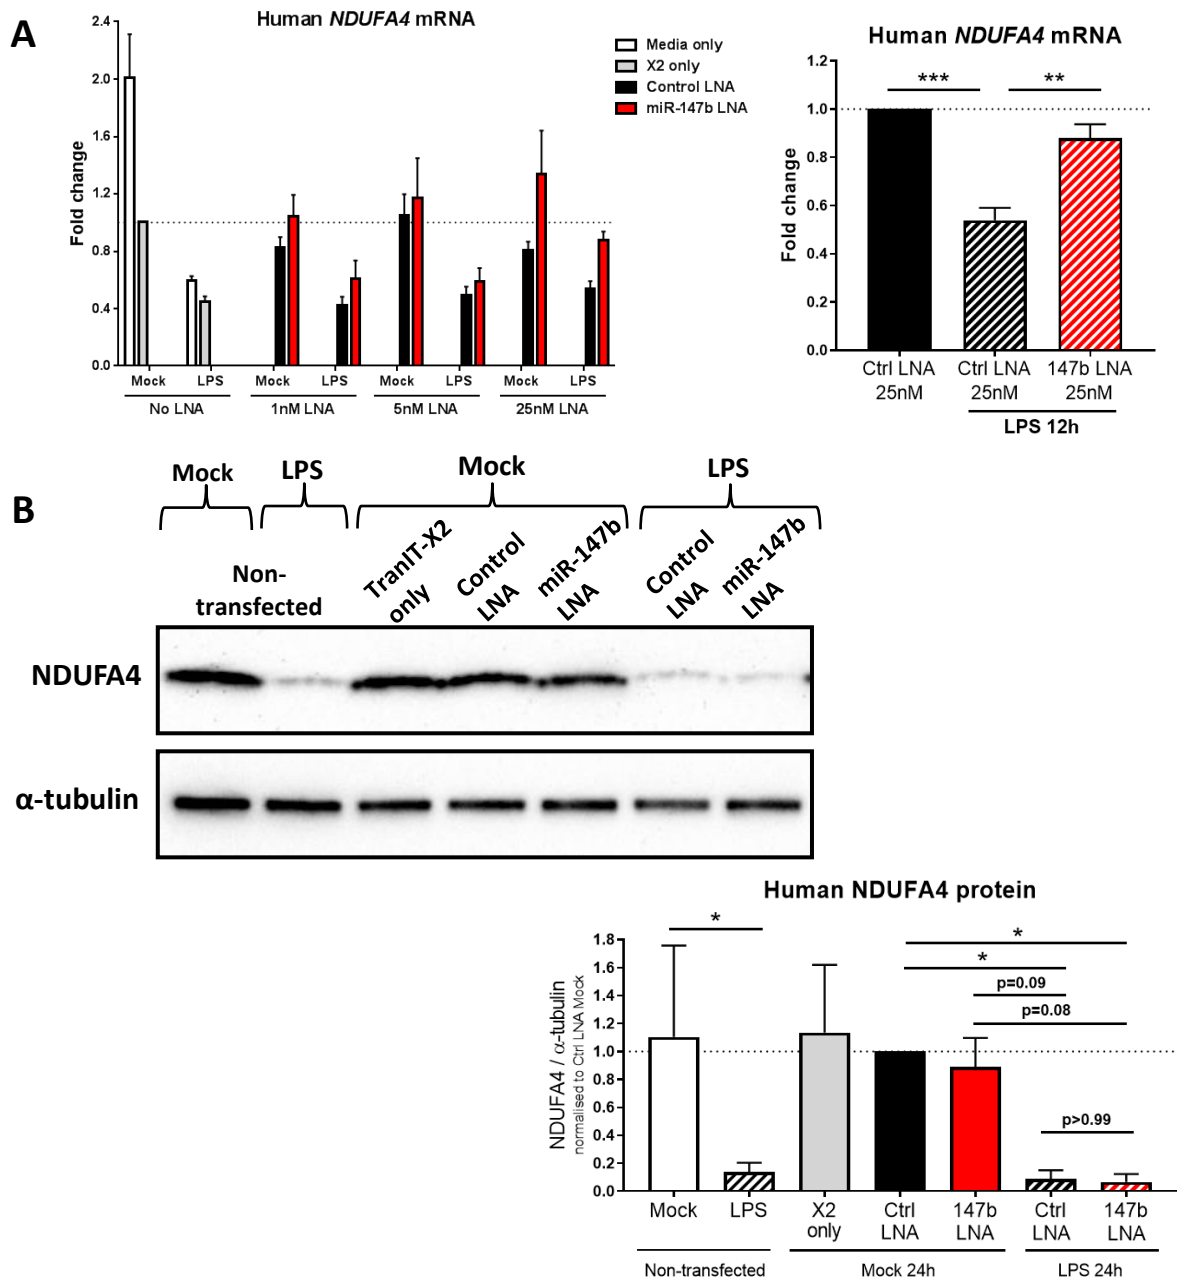 A
Human NDUFA4 mRNA
Fold change
2.4
2.0
1.6
1.2
0.8
0.4
0.0
Mock LPS Mock LPS Mock LPS Mock LPS
No LNA 1nM LNA 5nM LNA 25nM LNA
Media only
X2 only
Control LNA
miR-147b LNA
Human NDUFA4 mRNA
Fold change
1.2
1.0
0.8
0.6
0.4
0.2
0.0
*** **
Ctrl LNA Ctrl LNA 147b LNA
25nM 25nM 25nM
LPS 12h
B
Mock LPS Mock LPS
Non-
transfected
TranIT-X2
only
Control
LNA
miR-147b
LNA
Control
LNA
miR-147b
LNA
NDUFA4
α-tubulin
Human NDUFA4 protein
NDUFA4 / α-tubulin
normalised to Ctrl LNA Mock
1.8
1.6
1.4
1.2
1.0
0.8
0.6
0.4
0.2
0.0
*
*
*
p=0.09
p=0.08
p>0.99
Mock LPS X2 Ctrl 147b Ctrl 147b
only LNA LNA LNA LNA
Non-transfected Mock 24h LPS 24h